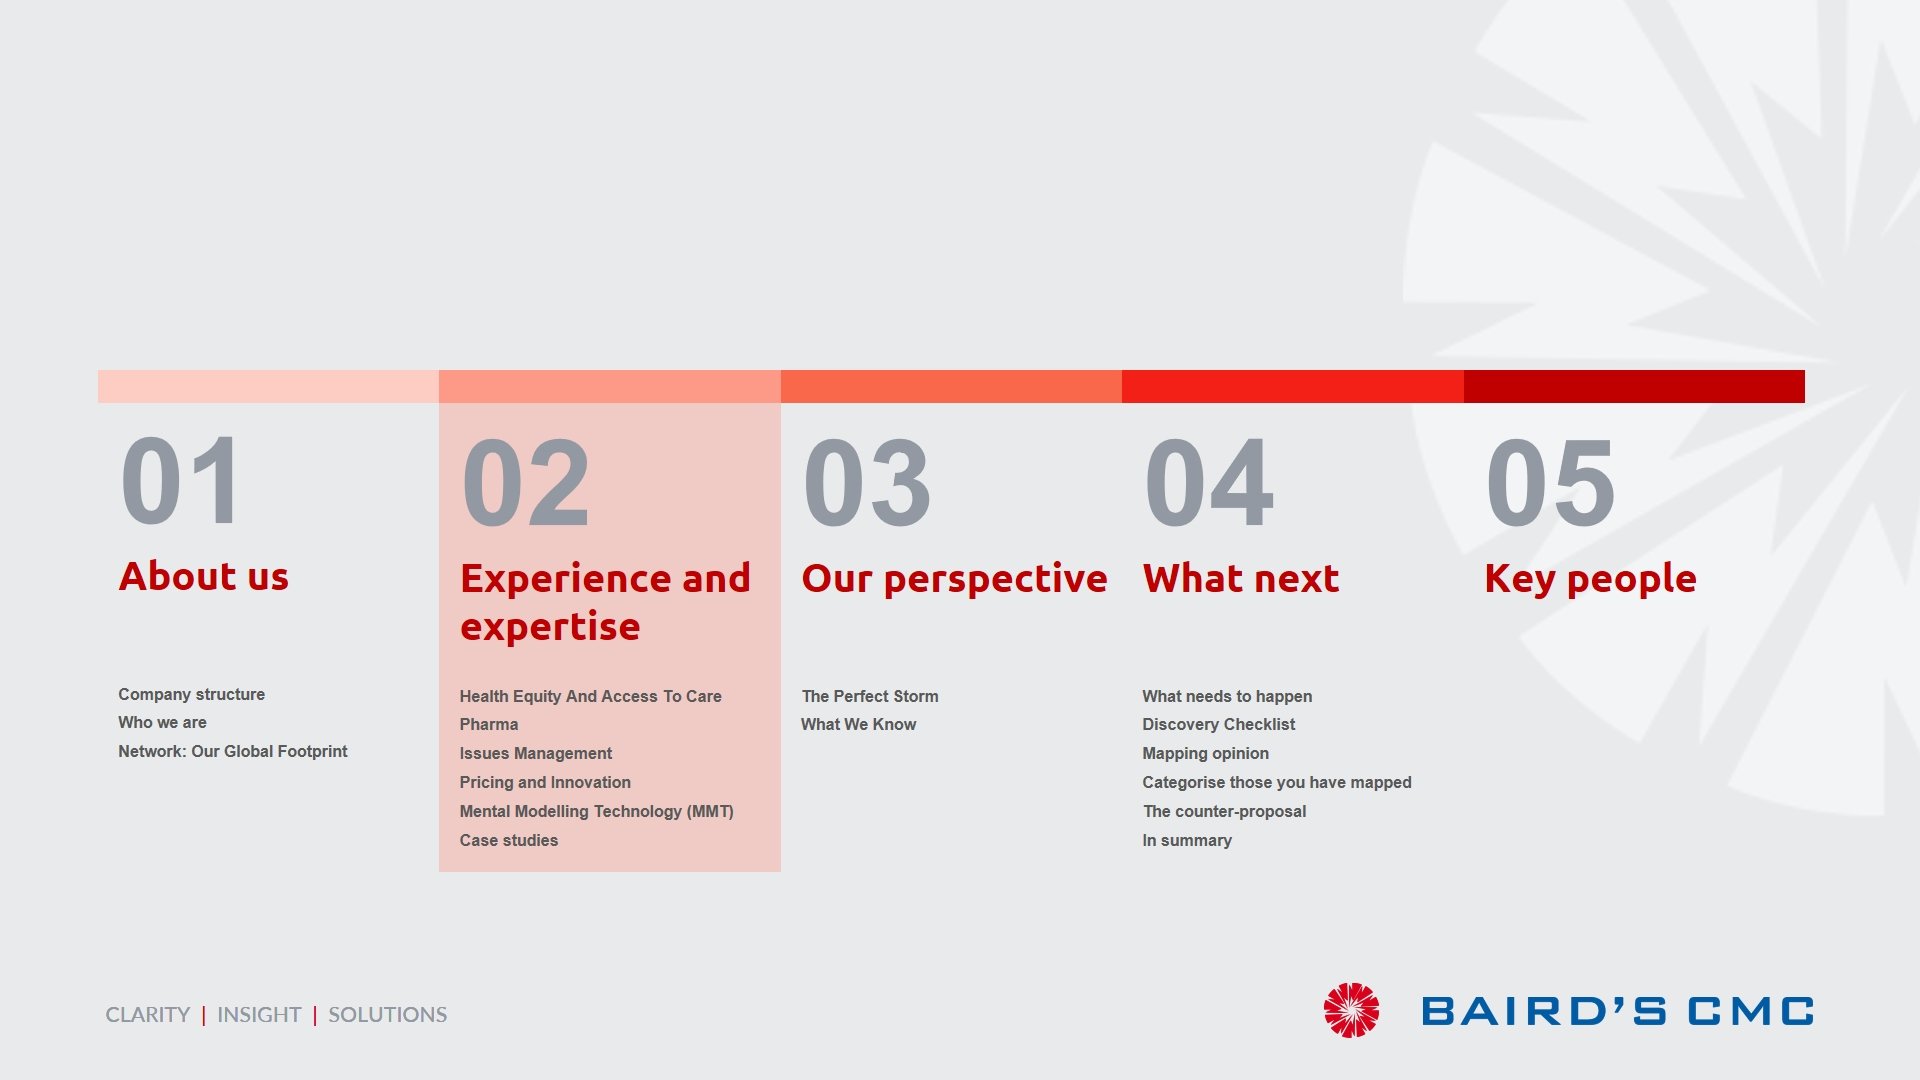 01
About us
Company structure
Who we are
Network: Our Global Footprint
02
Experience and
expertise
Health Equity And Access To Care
Pharma
Issues Management
Pricing and Innovation
Mental Modelling Technology (MMT)
Case studies
03
Our perspective
The Perfect Storm
What We Know
04
What next
What needs to happen
Discovery Checklist
Mapping opinion
Categorise those you have mapped
The counter-proposal
In summary
05
Key people
CLARITY | INSIGHT | SOLUTIONS
BAIRD'S CMC